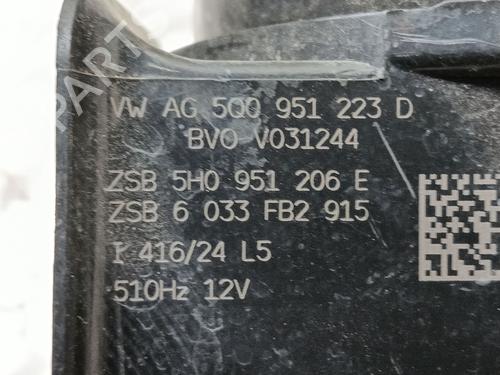 VW AG 5Q0 951 223 D
BVO V031244
ZSB 5H0 951 206 E
ZSB 6 033 FB2 915
I 416/24 L5
510Hz 12V